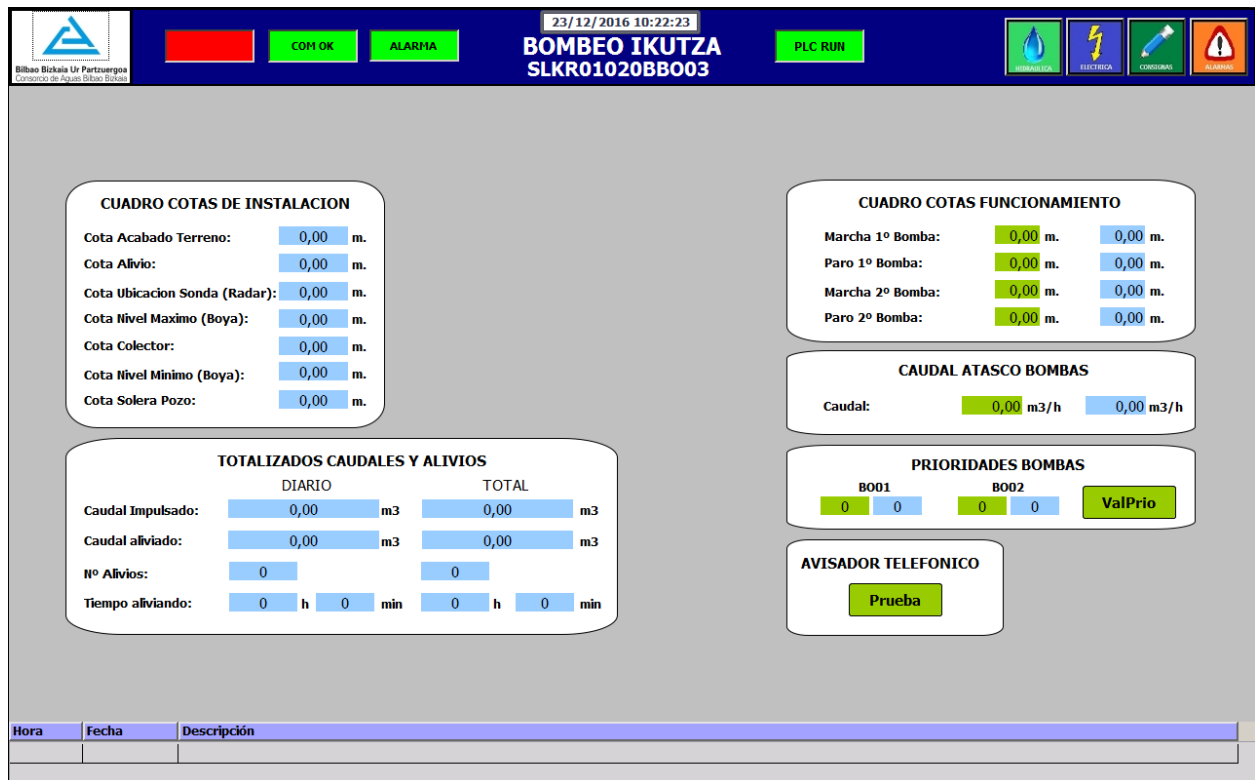 23/12/2016 10:22:23
COM OK ALARMA BOMBEO IKUTZA PLC RUN
SLKR01020BBO03
Bilbao Bizkaia Ur Partzuergoa
Consorcio de Aguas Bilbao Bizkaia
HIDRAULICA ELECTRICA CONSIGNAS ALARMAS
CUADRO COTAS DE INSTALACION
Cota Acabado Terreno: 0,00 m.
Cota Alivio: 0,00 m.
Cota Ubicacion Sonda (Radar): 0,00 m.
Cota Nivel Maximo (Boya): 0,00 m.
Cota Colector: 0,00 m.
Cota Nivel Minimo (Boya): 0,00 m.
Cota Solera Pozo: 0,00 m.
CUADRO COTAS FUNCIONAMIENTO
Marcha 1º Bomba: 0,00 m. 0,00 m.
Paro 1º Bomba: 0,00 m. 0,00 m.
Marcha 2º Bomba: 0,00 m. 0,00 m.
Paro 2º Bomba: 0,00 m. 0,00 m.
CAUDAL ATASCO BOMBAS
Caudal: 0,00 m3/h 0,00 m3/h
TOTALIZADOS CAUDALES Y ALIVIOS
DIARIO TOTAL
Caudal Impulsado: 0,00 m3 0,00 m3
Caudal aliviado: 0,00 m3 0,00 m3
Nº Alivios: 0 0
Tiempo aliviando: 0 h 0 min 0 h 0 min
PRIORIDADES BOMBAS
BO01 BO02
0 0 0 0 ValPrio
AVISADOR TELEFONICO
Prueba
Hora Fecha Descripción